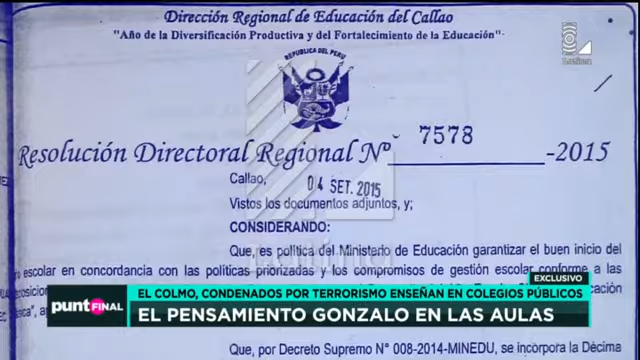 Dirección Regional de Educación del Callao
"Año de la Diversificación Productiva y del Fortalecimiento de la Educación"
Latina
REPUBLICA DEL PERU
Resolución Directoral Regional Nº 7578 -2015
Callao, 04 SET. 2015
Vistos los documentos adjuntos, y;
CONSIDERANDO:
Que, es política del Ministerio de Educación garantizar el buen inicio del
escolar en concordancia con las políticas priorizadas y los compromisos de gestión escolar conforme a las
EXCLUSIVO
EL COLMO, CONDENADOS POR TERRORISMO ENSEÑAN EN COLEGIOS PÚBLICOS
punto FINAL
EL PENSAMIENTO GONZALO EN LAS AULAS
Que, por Decreto Supremo N° 008-2014-MINEDU, se incorpora la Décima